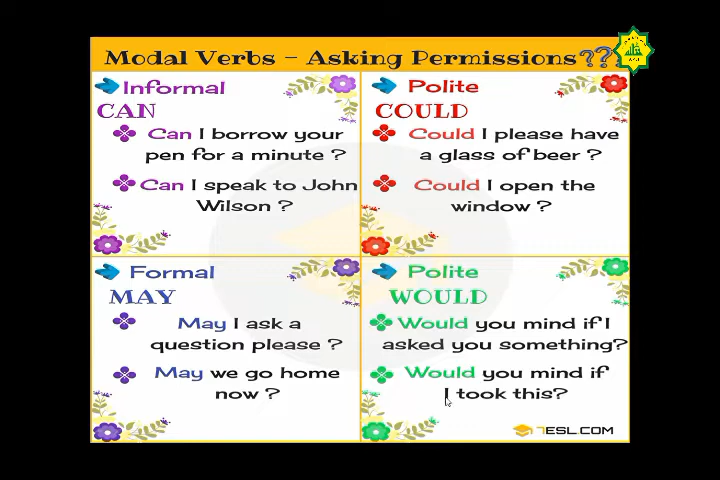 Modal Verbs - Asking Permissions???
Informal
CAN
Can I borrow your
pen for a minute ?
Can I speak to John
Wilson ?
Polite
COULD
Could I please have
a glass of beer ?
Could I open the
window ?
Formal
MAY
May I ask a
question please ?
May we go home
now ?
Polite
WOULD
Would you mind if I
asked you something?
Would you mind if
I took this?
7ESL.COM